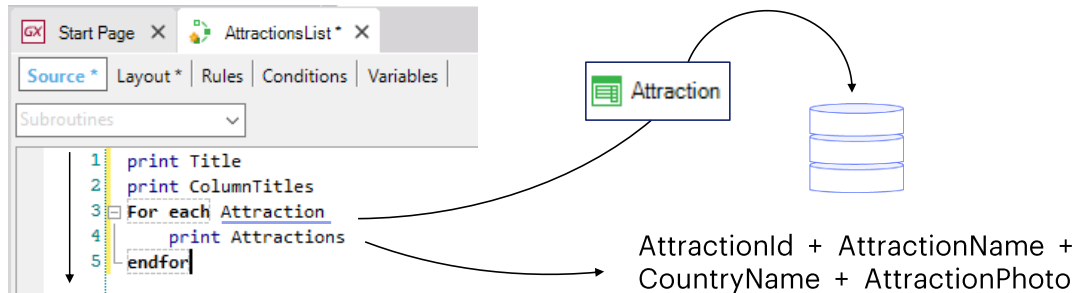 GX Start Page X AttractionsList * X
Source * Layout * Rules Conditions Variables
Subroutines
1 print Title
2 print ColumnTitles
3 For each Attraction
4 print Attractions
5 endfor
Attraction
AttractionId + AttractionName +
CountryName + AttractionPhoto